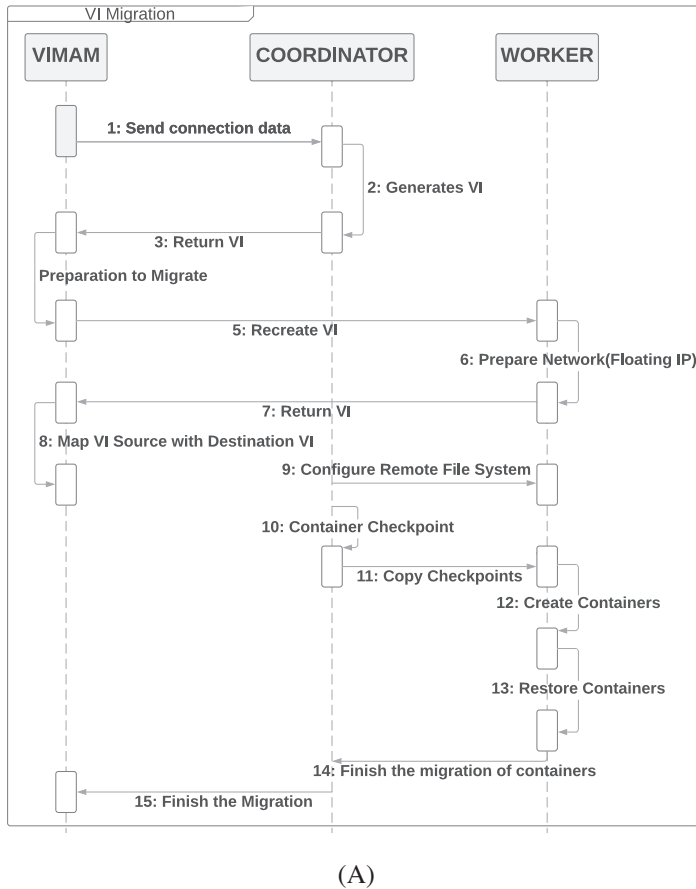 VI Migration
VIMAM
COORDINATOR
WORKER
1: Send connection data
2: Generates VI
3: Return VI
Preparation to Migrate
5: Recreate VI
6: Prepare Network(Floating IP)
7: Return VI
8: Map VI Source with Destination VI
9: Configure Remote File System
10: Container Checkpoint
11: Copy Checkpoints
12: Create Containers
13: Restore Containers
14: Finish the migration of containers
15: Finish the Migration
(A)